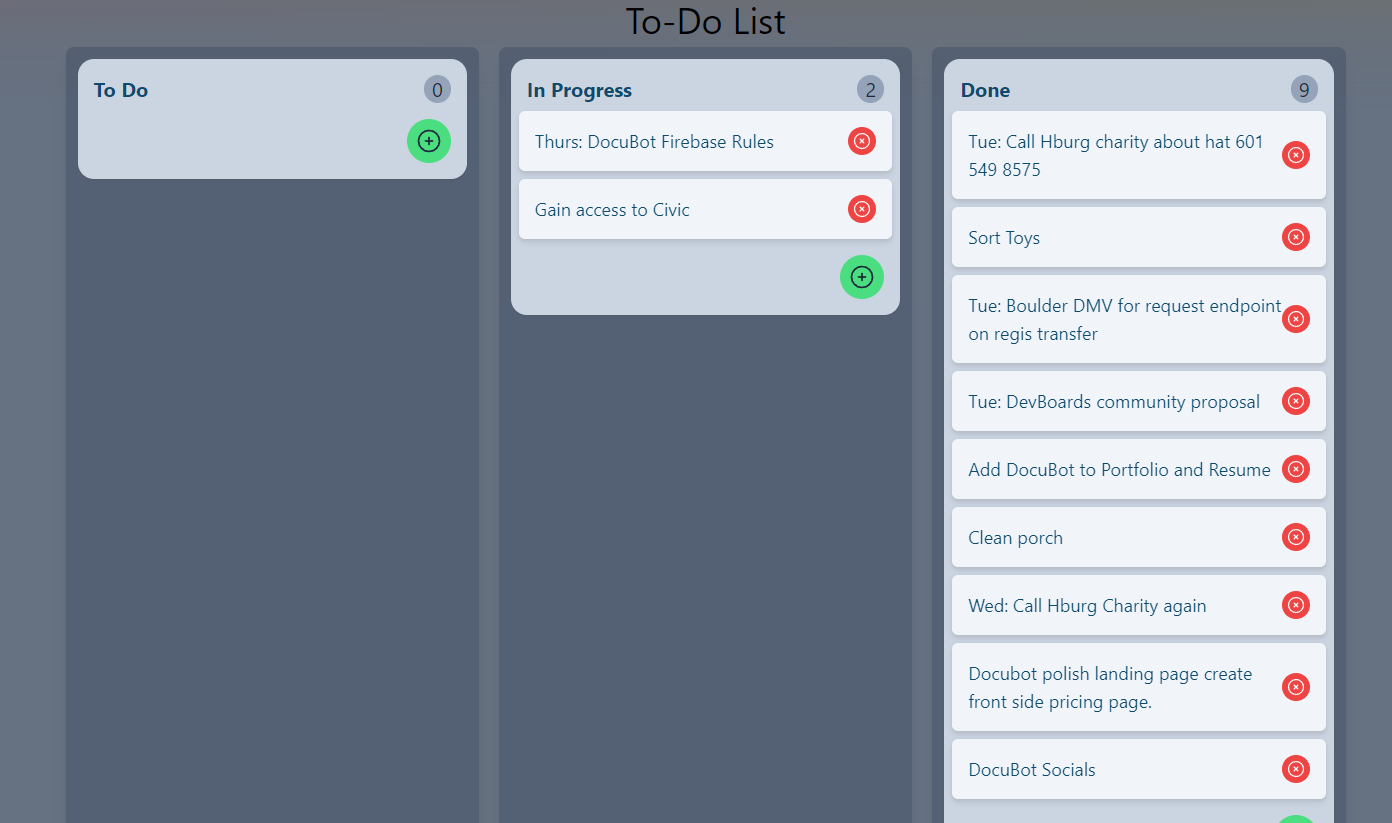 To-Do List
To Do
0
In Progress
2
Thurs: DocuBot Firebase Rules
Gain access to Civic
Done
9
Tue: Call Hburg charity about hat 601
549 8575
Sort Toys
Tue: Boulder DMV for request endpoint
on regis transfer
Tue: DevBoards community proposal
Add DocuBot to Portfolio and Resume
Clean porch
Wed: Call Hburg Charity again
Docubot polish landing page create
front side pricing page.
DocuBot Socials